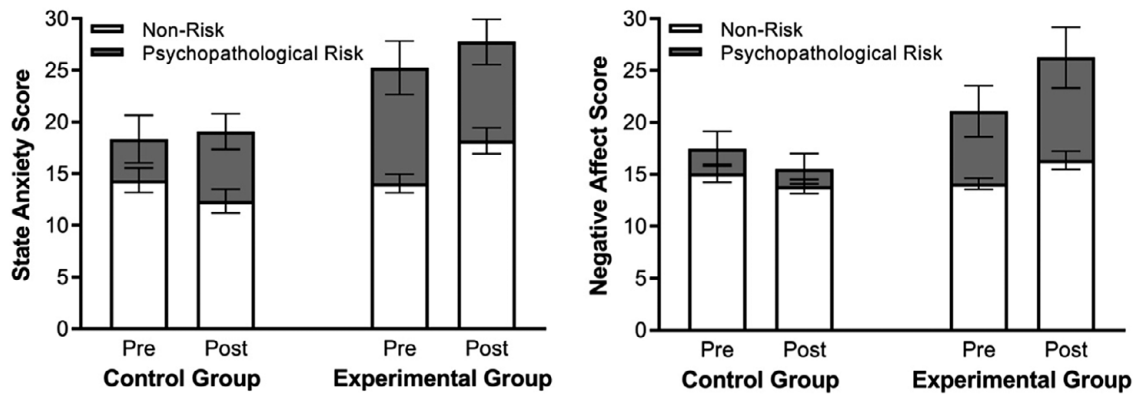 30
25
20
15
10
5
0
State Anxiety Score
Non-Risk
Psychopathological Risk
Pre Post Pre Post
Control Group Experimental Group
30
25
20
15
10
5
0
Negative Affect Score
Non-Risk
Psychopathological Risk
Pre Post Pre Post
Control Group Experimental Group